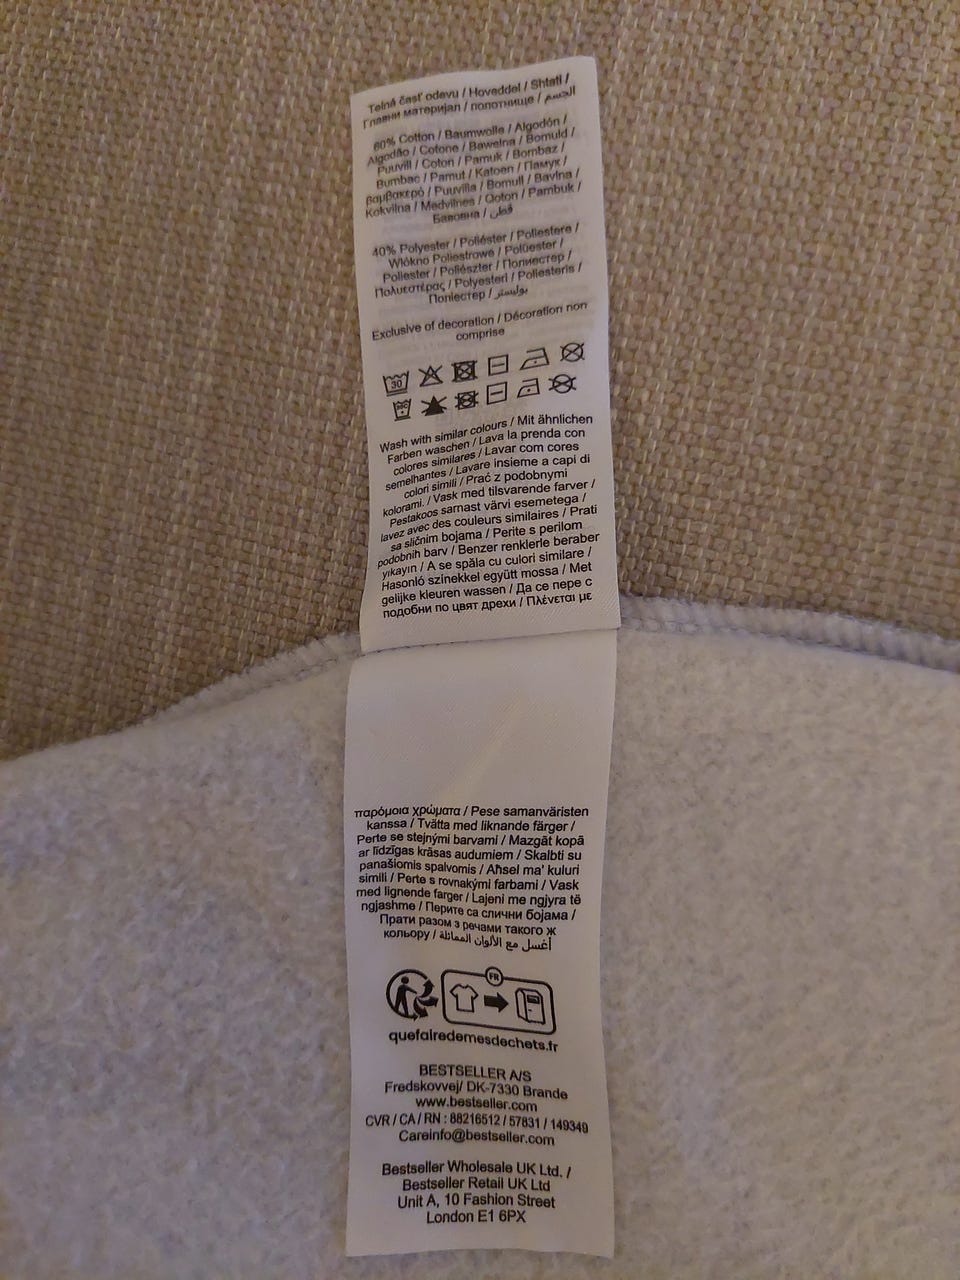 Telná časť odevu / Hoveddel / Shtati /
Главни материјал / полотнище / الجسم
60% Cotton / Baumwolle / Algodón /
Algodão / Cotone / Bawełna / Bomuld /
Puuvill / Coton / Pamuk / Bombaz /
Bumbac / Pamut / Katoen / Памук /
Βαμβακερό / Puuvilla / Bomull / Bavlna /
Kokvilna / Medvilnės / Qoton / Pambuk /
Бавовна / قطن
40% Polyester / Poliéster / Poliestere /
Włókno Poliestrowe / Polüester /
Poliester / Poliészter / Полиестер /
Πολυεστέρας / Polyesteri / Poliesteris /
Поліестер / بوليستر
Exclusive of decoration / Décoration non
comprise
30
Wash with similar colours / Mit ähnlichen
Farben waschen / Lava la prenda con
colores similares / Lavar com cores
semelhantes / Lavare insieme a capi di
colori simili / Prać z podobnymi
kolorami. / Vask med tilsvarende farver /
Pestakoos sarnast värvi esemetega /
lavez avec des couleurs similaires / Prati
sa sličnim bojama / Perite s perilom
podobnih barv / Benzer renklerle beraber
yıkayın / A se spăla cu culori similare /
Hasonló színekkel együtt mossa / Met
gelijke kleuren wassen / Да се пере с
подобни по цвят дрехи / Πλένεται με
παρόμοια χρώματα / Pese samanväristen
kanssa / Tvätta med liknande färger /
Perte se stejnými barvami / Mazgāt kopā
ar līdzīgas krāsas audumiem / Skalbti su
panašiomis spalvomis / Aħsel ma' kuluri
simili / Perte s rovnakými farbami / Vask
med lignende farger / Lajeni me ngjyra të
ngjashme / Перите са слични бојама /
Прати разом з речами такого ж
кольору / أغسل مع الألوان المماثلة
FR
quefairedemesdechets.fr
BESTSELLER A/S
Fredskovvej/ DK-7330 Brande
www.bestseller.com
CVR / CA / RN : 88216512 / 57831 / 149349
Careinfo@bestseller.com
Bestseller Wholesale UK Ltd. /
Bestseller Retail UK Ltd
Unit A, 10 Fashion Street
London E1 6PX